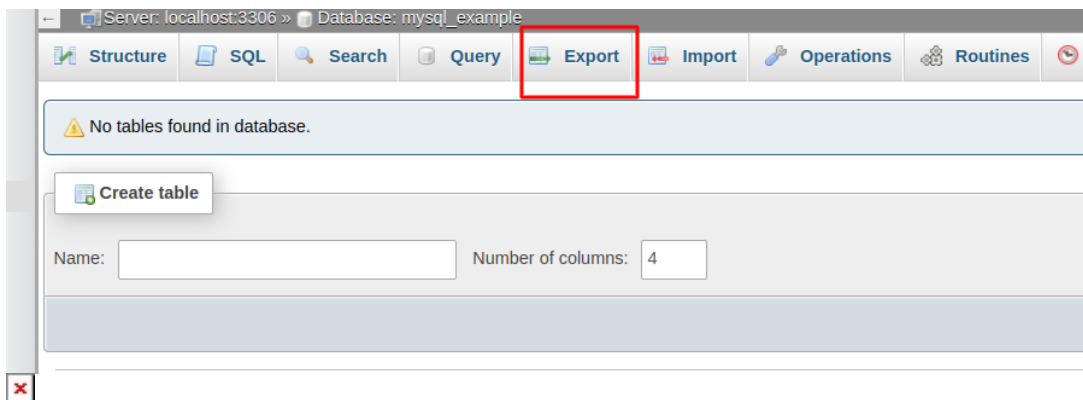 Server: localhost:3306 » Database: mysql_example
Structure SQL Search Query Export Import Operations Routines
No tables found in database.
Create table
Name: Number of columns: 4